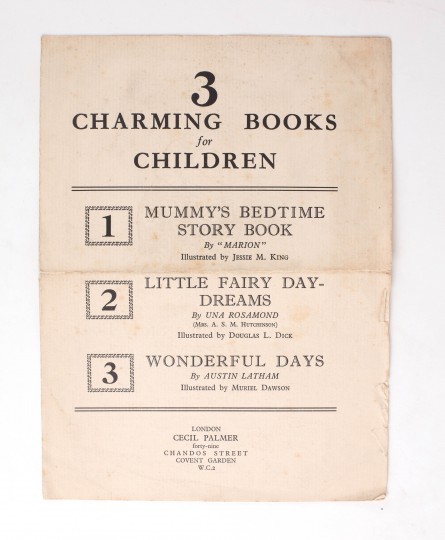 3
CHARMING BOOKS
for
CHILDREN
1
MUMMY'S BEDTIME
STORY BOOK
By "MARION"
Illustrated by JESSIE M. KING
2
LITTLE FAIRY DAY-
DREAMS
By UNA ROSAMOND
(MRS. A. S. M. HUTCHINSON)
Illustrated by DOUGLAS L. DICK
3
WONDERFUL DAYS
By AUSTIN LATHAM
Illustrated by MURIEL DAWSON
LONDON
CECIL PALMER
forty-nine
CHANDOS STREET
COVENT GARDEN
W.C.2